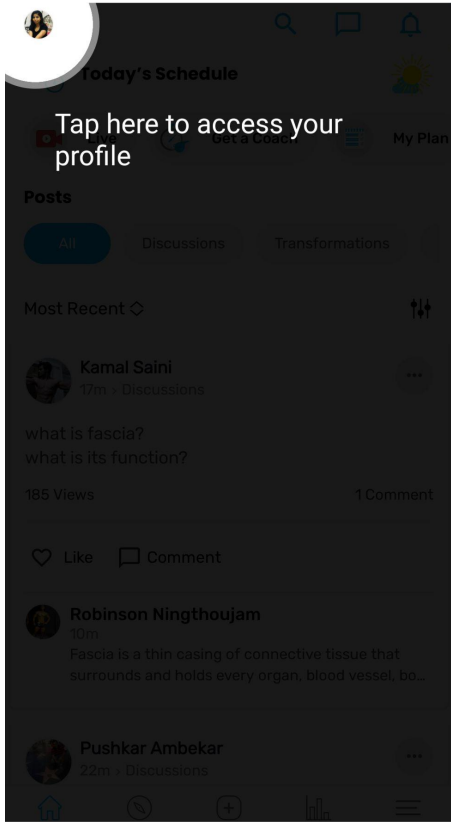 Today's Schedule
Tap here to access your
profile
Live
Get a Coach
My Plan
Posts
All
Discussions
Transformations
Most Recent
Kamal Saini
17m › Discussions
what is fascia?
what is its function?
185 Views
1 Comment
Like
Comment
Robinson Ningthoujam
10m
Fascia is a thin casing of connective tissue that
surrounds and holds every organ, blood vessel, bo...
Pushkar Ambekar
22m › Discussions